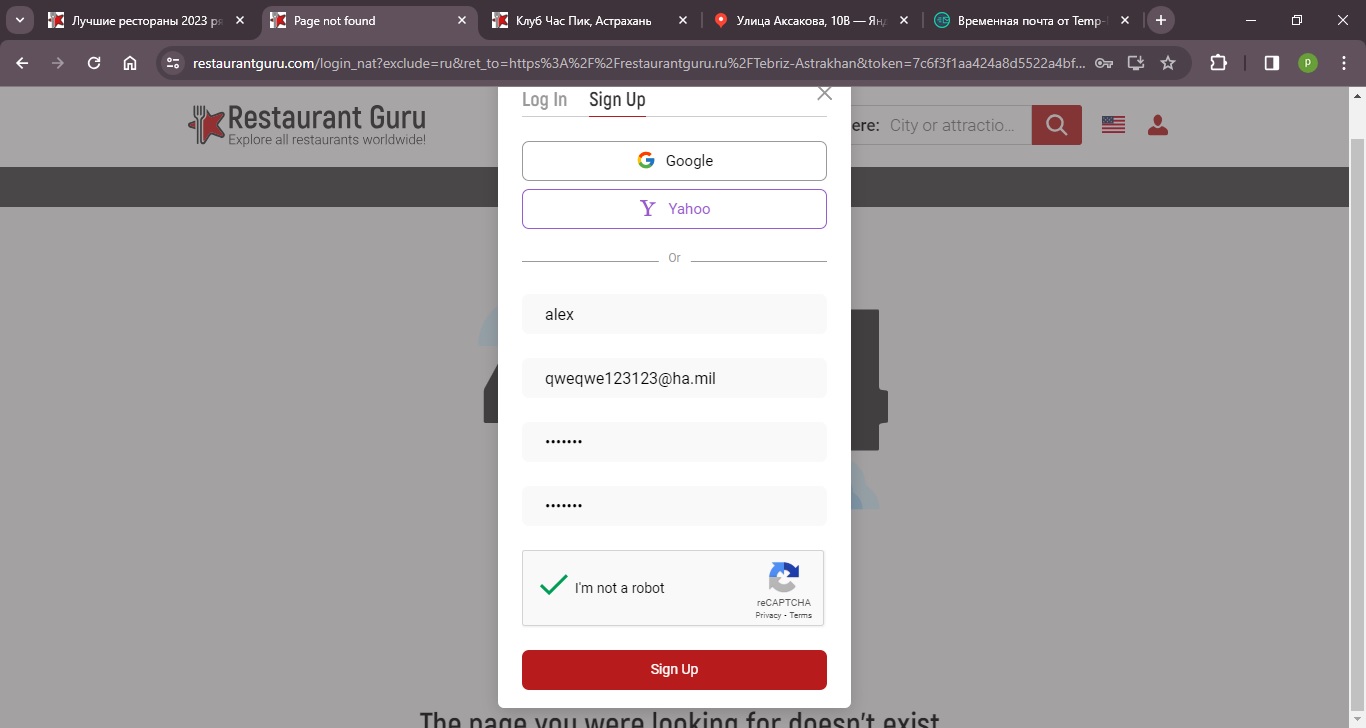 Лучшие рестораны 2023 ря
Page not found
Клуб Час Пик, Астрахань
Улица Аксакова, 10В — Ян
Временная почта от Temp-
restaurantguru.com/login_nat?exclude=ru&ret_to=https%3A%2F%2Frestaurantguru.ru%2FTebriz-Astrakhan&token=7c6f3f1aa424a8d5522a4bf...
p
Log In Sign Up
Restaurant Guru
Explore all restaurants worldwide!
ere: City or attractio...
Google
Y Yahoo
Or
alex
qweqwe123123@ha.mil
•••••••
•••••••
I'm not a robot
reCAPTCHA
Privacy - Terms
Sign Up
The page you were looking for doesn't exist